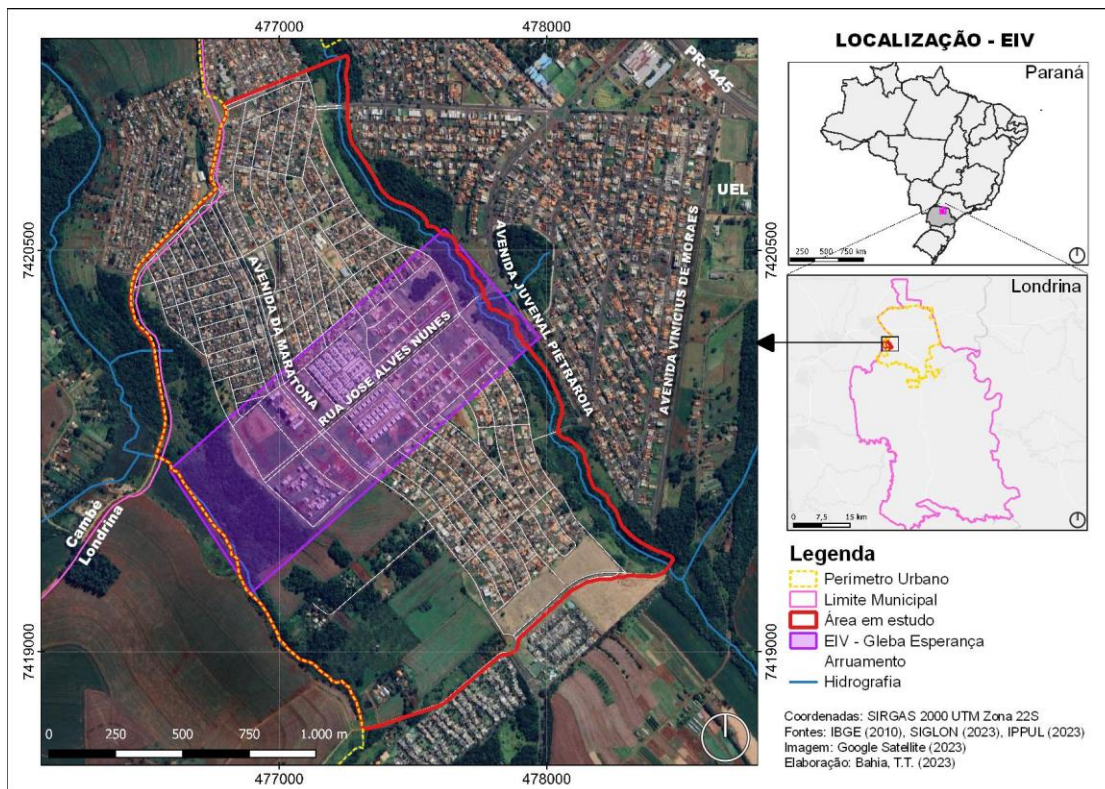 477000
478000
7420500
7419000
PR- 445
UEL
AVENIDA JUVENAL PIETRAROIA
AVENIDA VINICIUS DE MORAES
AVENIDA DA MARATONA
RUA JOSE ALVES NUNES
Cambé
Londrina
0 250 500 750 1.000 m
477000
478000
7420500
7419000
LOCALIZAÇÃO - EIV
Paraná
250 500 750 km
Londrina
0 7,5 15 km
Legenda
Perimetro Urbano
Limite Municipal
Área em estudo
EIV - Gleba Esperança
Arruamento
Hidrografia
Coordenadas: SIRGAS 2000 UTM Zona 22S
Fontes: IBGE (2010), SIGLON (2023), IPPUL (2023)
Imagem: Google Satellite (2023)
Elaboração: Bahia, T.T. (2023)